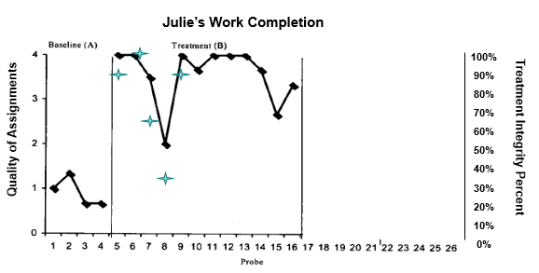 Julie's Work Completion
Baseline (A)
Treatment (B)
Quality of Assignments
4
3
2
1
0
100%
90%
80%
70%
60%
50%
40%
30%
20%
10%
0%
Treatment Integrity Percent
1 2 3 4 5 6 7 8 9 10 11 12 13 14 15 16 17 18 19 20 21 22 23 24 25 26
Probe